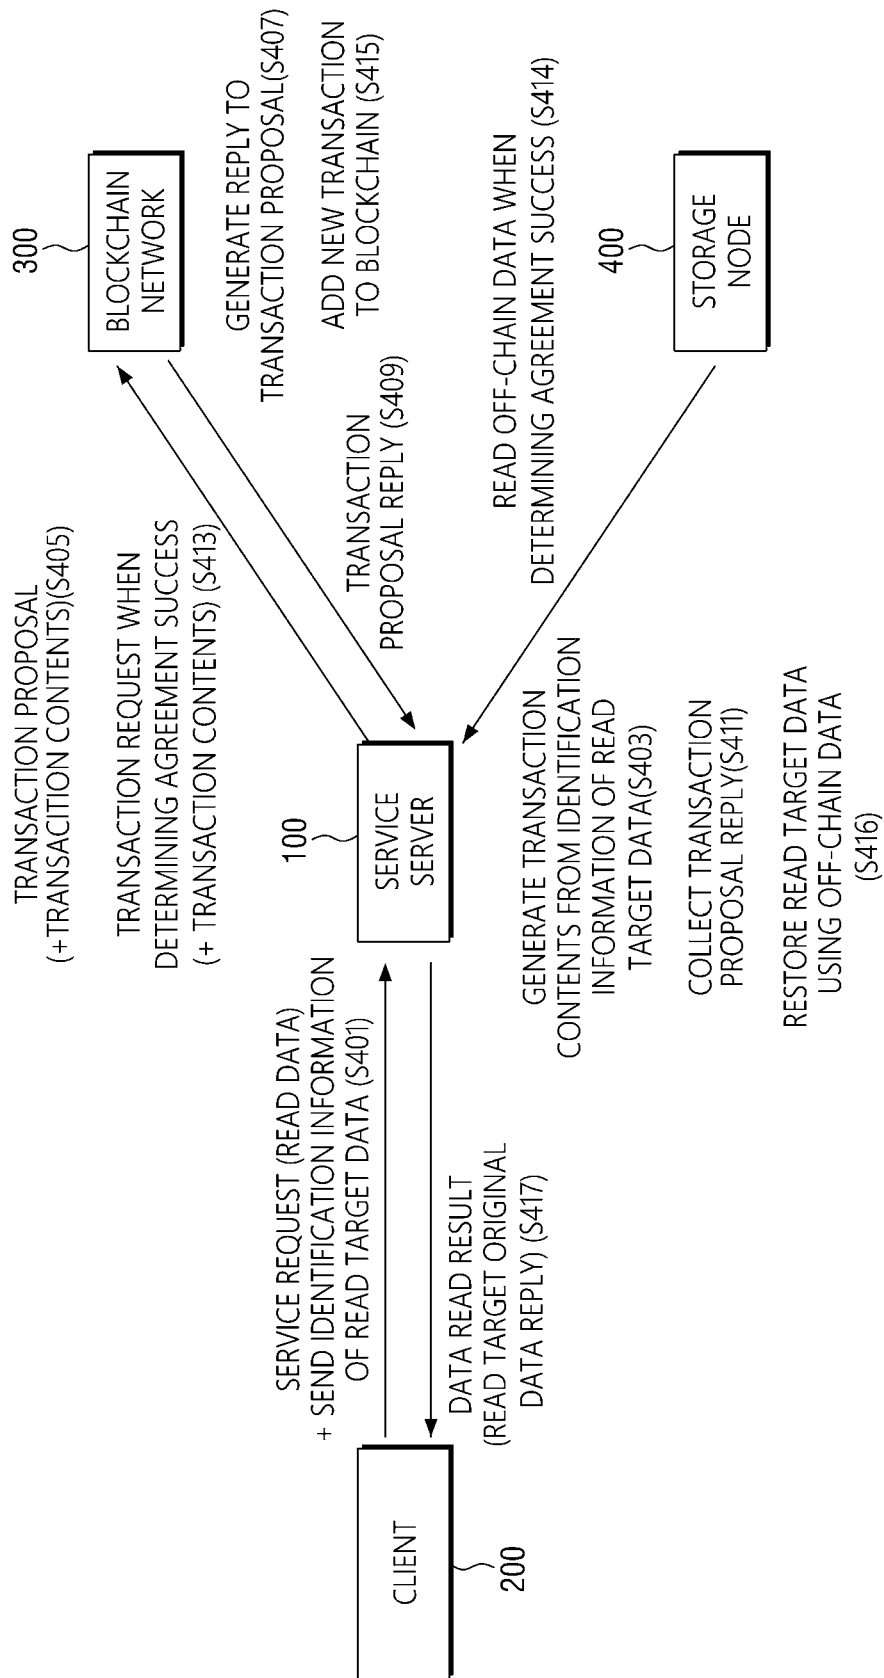 CLIENT
200
SERVICE REQUEST (READ DATA)
+ SEND IDENTIFICATION INFORMATION
OF READ TARGET DATA (S401)
DATA READ RESULT
(READ TARGET ORIGINAL
DATA REPLY) (S417)
100
SERVICE
SERVER
GENERATE TRANSACTION
CONTENTS FROM IDENTIFICATION
INFORMATION OF READ
TARGET DATA(S403)
COLLECT TRANSACTION
PROPOSAL REPLY(S411)
RESTORE READ TARGET DATA
USING OFF-CHAIN DATA
(S416)
TRANSACTION PROPOSAL
(+TRANSACITION CONTENTS)(S405)
TRANSACTION REQUEST WHEN
DETERMINING AGREEMENT SUCCESS
(+ TRANSACTION CONTENTS) (S413)
TRANSACTION
PROPOSAL REPLY (S409)
READ OFF-CHAIN DATA WHEN
DETERMINING AGREEMENT SUCCESS (S414)
300
BLOCKCHAIN
NETWORK
GENERATE REPLY TO
TRANSACTION PROPOSAL(S407)
ADD NEW TRANSACTION
TO BLOCKCHAIN (S415)
400
STORAGE
NODE